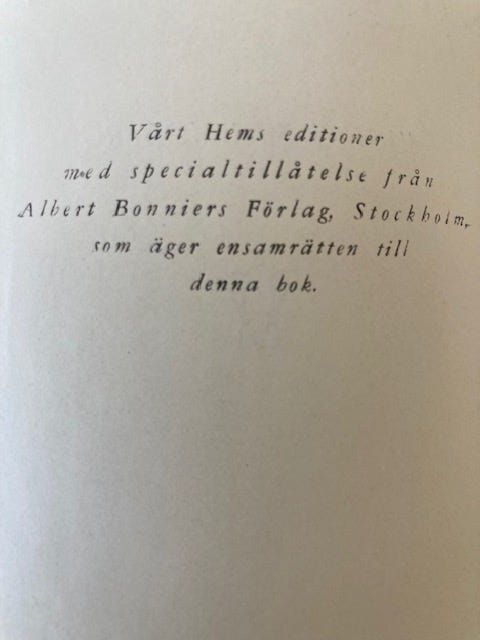 Vårt Hems editioner
med specialtillåtelse från
Albert Bonniers Förlag, Stockholm,
som äger ensamrätten till
denna bok.